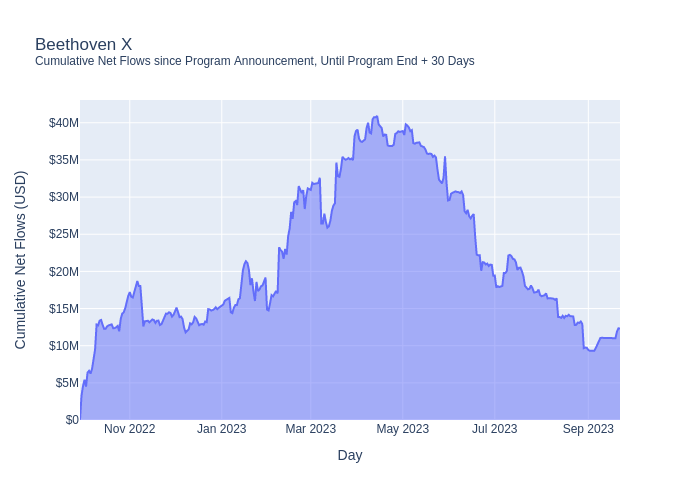 Beethoven X
Cumulative Net Flows since Program Announcement, Until Program End + 30 Days
Cumulative Net Flows (USD)
$40M
$35M
$30M
$25M
$20M
$15M
$10M
$5M
$0
Nov 2022 Jan 2023 Mar 2023 May 2023 Jul 2023 Sep 2023
Day